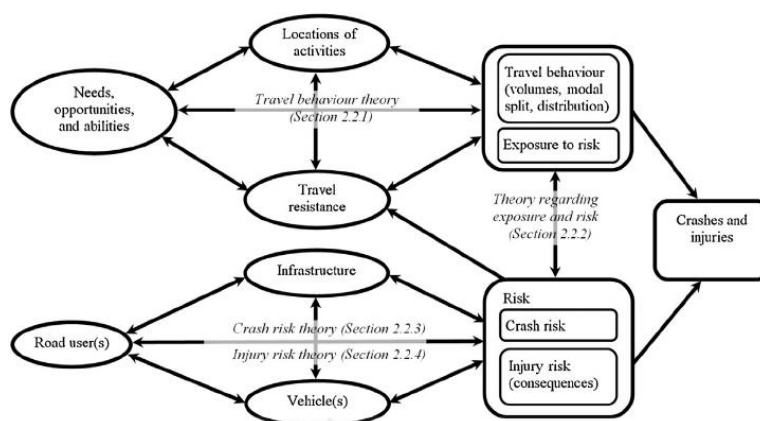 Locations of
activities
Needs,
opportunities,
and abilities
Travel behaviour theory
(Section 2.2.1)
Travel behaviour
(volumes, modal
split, distribution)
Exposure to risk
Travel
resistance
Theory regarding
exposure and risk
(Section 2.2.2)
Crashes and
injuries
Infrastructure
Risk
Crash risk
Road user(s)
Crash risk theory (Section 2.2.3)
Injury risk theory (Section 2.2.4)
Injury risk
(consequences)
Vehicle(s)